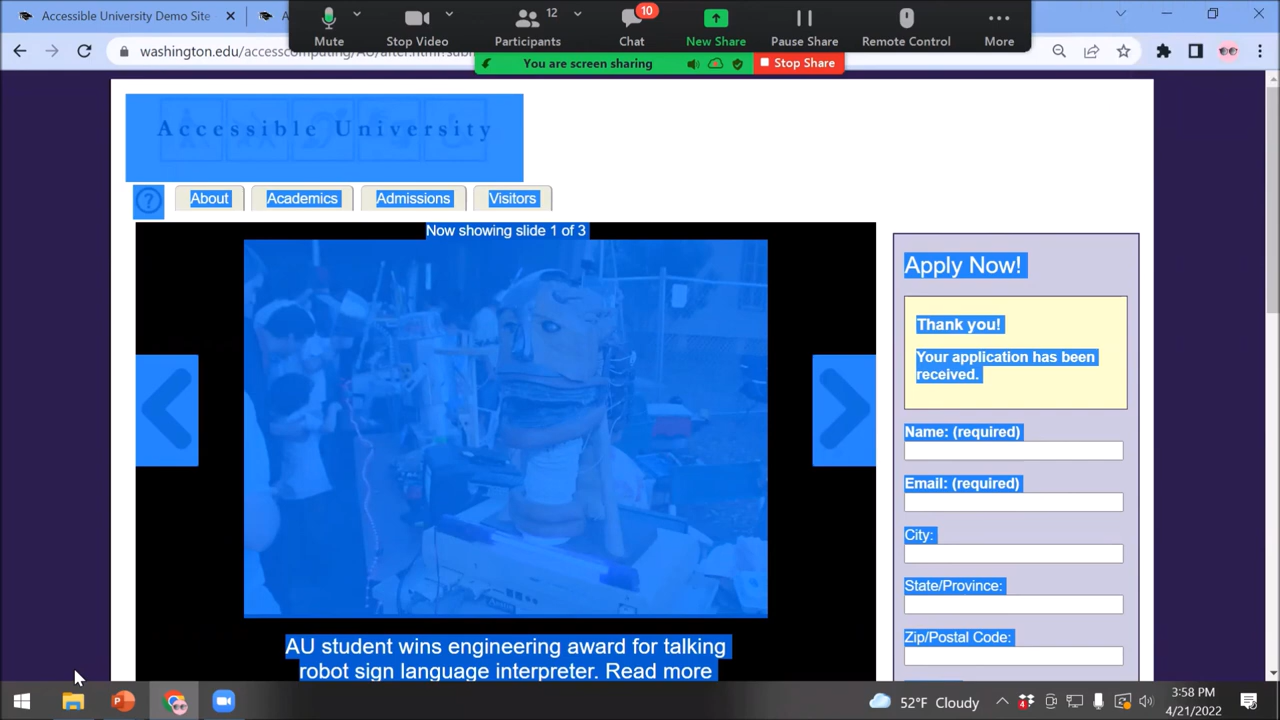 Accessible University Demo Site
12
10
Mute
Stop Video
Participants
Chat
New Share
Pause Share
Remote Control
More
You are screen sharing
Stop Share
washington.edu/accesscomputing/
Accessible University
?
About
Academics
Admissions
Visitors
Now showing slide 1 of 3
AU student wins engineering award for talking
robot sign language interpreter. Read more
Apply Now!
Thank you!
Your application has been
received.
Name: (required)
Email: (required)
City:
State/Province:
Zip/Postal Code:
52°F Cloudy
3:58 PM
4/21/2022